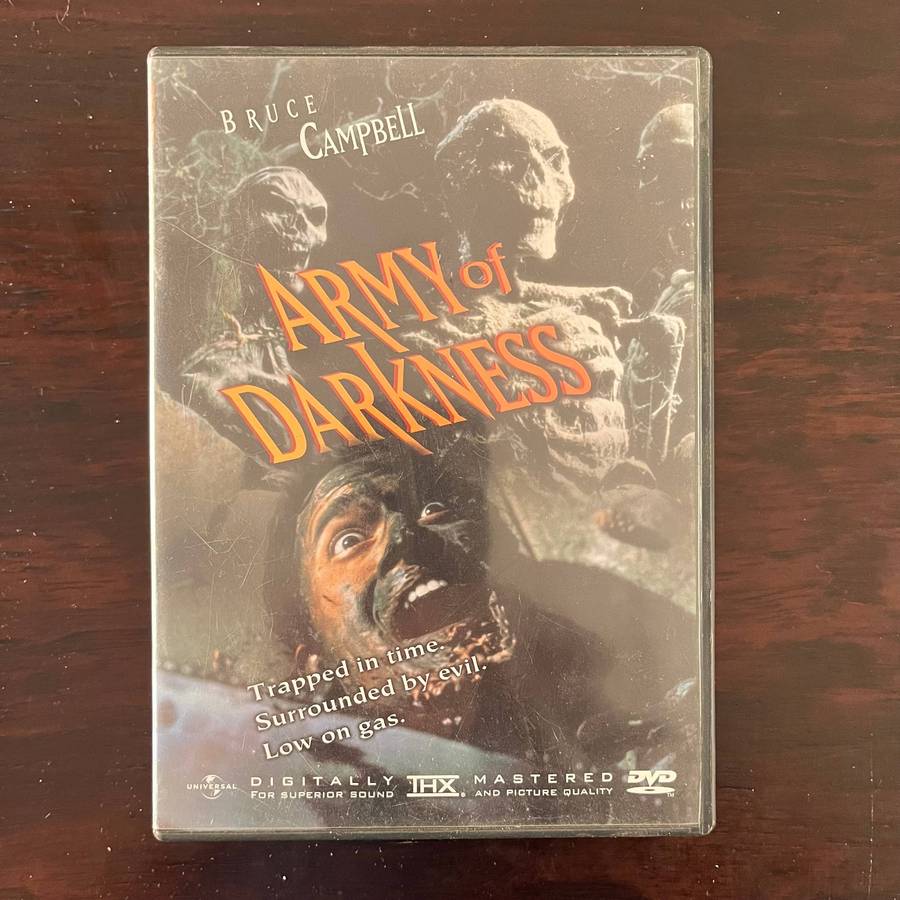 BRUCE
CAMPBELL
ARMY of
DARKNESS
Trapped in time.
Surrounded by evil.
Low on gas.
UNIVERSAL
DIGITALLY THX MASTERED
FOR SUPERIOR SOUND AND PICTURE QUALITY
DVD
TM